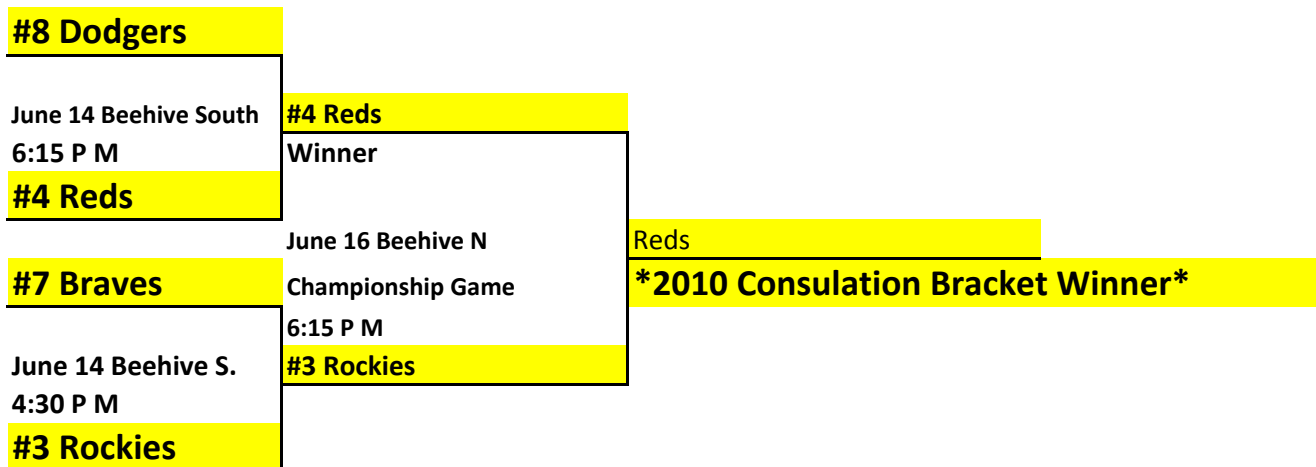 #8 Dodgers
June 14 Beehive South
#4 Reds
6:15 P M
Winner
#4 Reds
June 16 Beehive N
Reds
#7 Braves
Championship Game
*2010 Consulation Bracket Winner*
6:15 P M
June 14 Beehive S.
#3 Rockies
4:30 P M
#3 Rockies